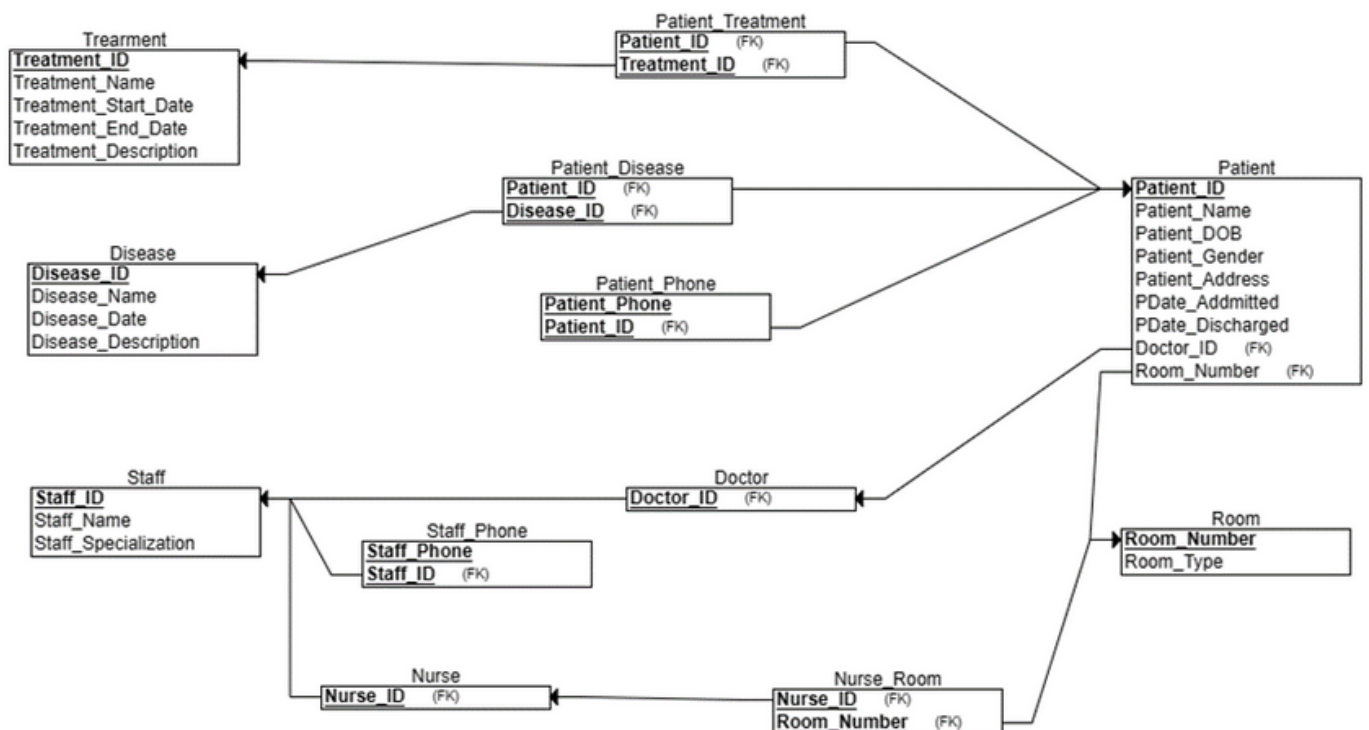 Patient_Treatment
Patient_ID (FK)
Treatment_ID (FK)
Trearment
Treatment_ID
Treatment_Name
Treatment_Start_Date
Treatment_End_Date
Treatment_Description
Patient_Disease
Patient_ID (FK)
Disease_ID (FK)
Patient
Patient_ID
Patient_Name
Patient_DOB
Patient_Gender
Patient_Address
PDate_Addmitted
PDate_Discharged
Doctor_ID (FK)
Room_Number (FK)
Disease
Disease_ID
Disease_Name
Disease_Date
Disease_Description
Patient_Phone
Patient_Phone
Patient_ID (FK)
Staff
Staff_ID
Staff_Name
Staff_Specialization
Doctor
Doctor_ID (FK)
Staff_Phone
Staff_Phone
Staff_ID (FK)
Room
Room_Number
Room_Type
Nurse
Nurse_ID (FK)
Nurse_Room
Nurse_ID (FK)
Room_Number (FK)